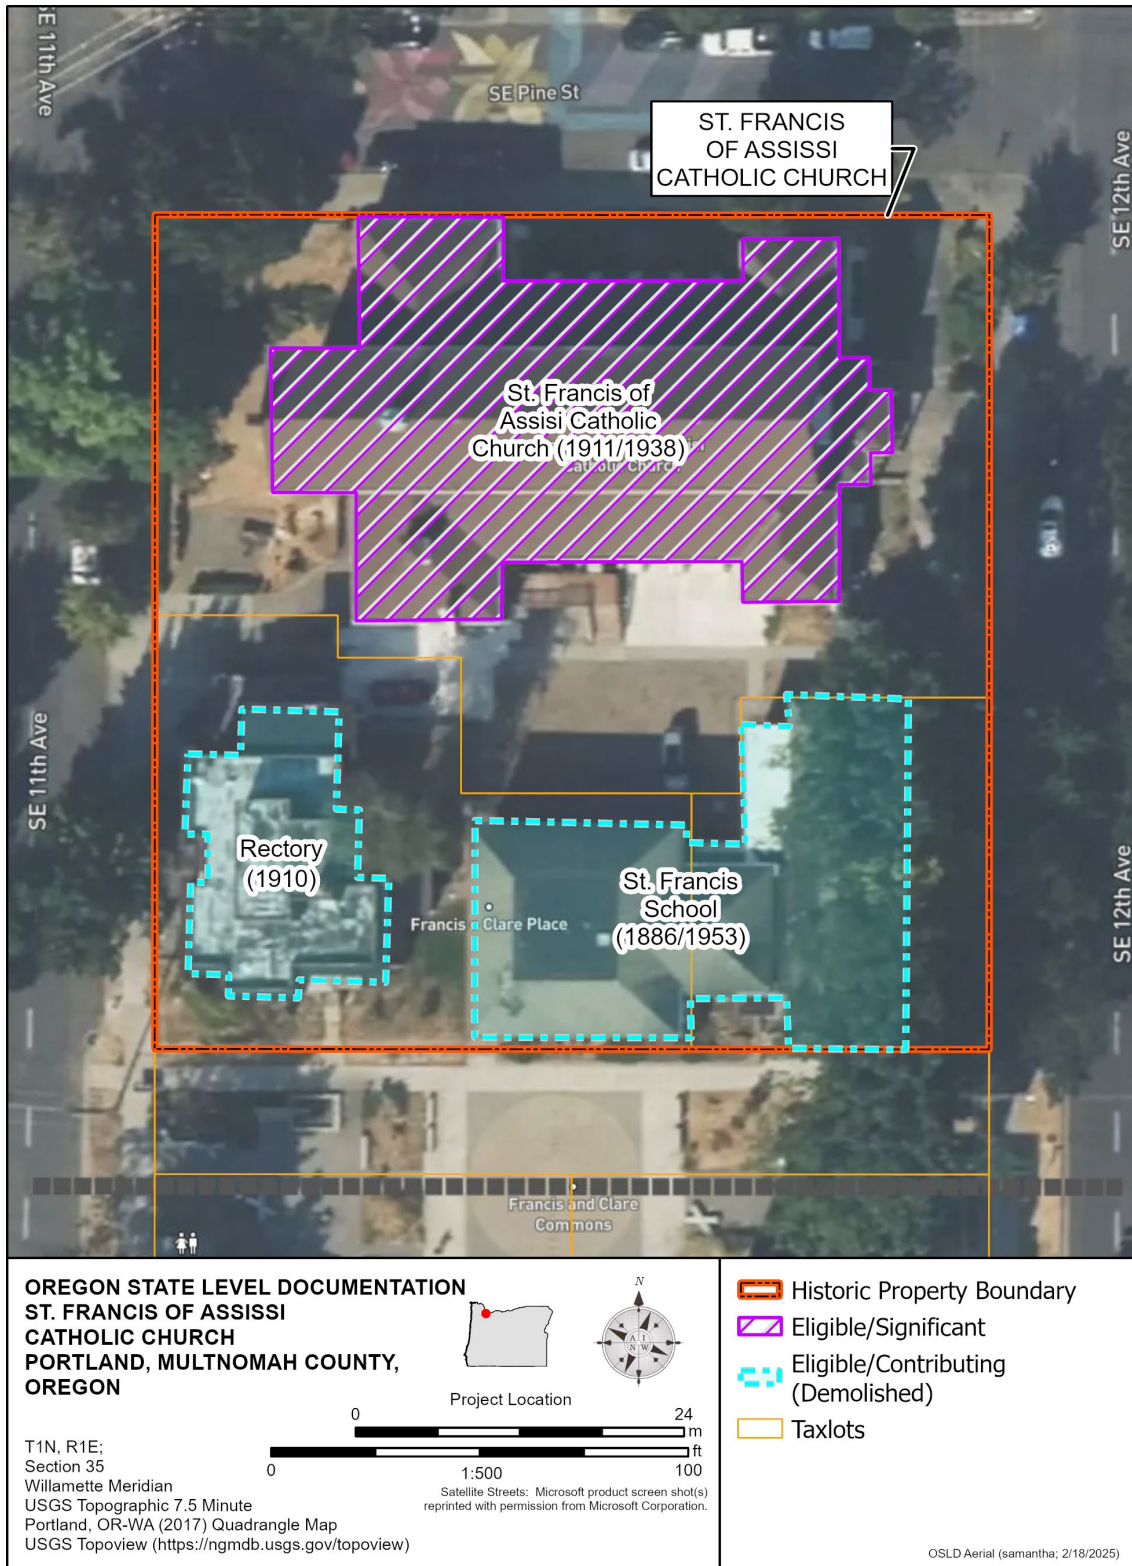 SE 11th Ave
SE Pine St
SE 12th Ave
ST. FRANCIS
OF ASSISSI
CATHOLIC CHURCH
St. Francis of
Assisi Catholic
Church (1911/1938)
Catholic Church
SE 11th Ave
SE 12th Ave
Rectory
(1910)
St. Francis
School
(1886/1953)
Francis Clare Place
Francis and Clare
Commons
OREGON STATE LEVEL DOCUMENTATION
ST. FRANCIS OF ASSISSI
CATHOLIC CHURCH
PORTLAND, MULTNOMAH COUNTY,
OREGON
N
A I
N W
Project Location
0 24
m
ft
0 1:500 100
T1N, R1E;
Section 35
Willamette Meridian
USGS Topographic 7.5 Minute
Portland, OR-WA (2017) Quadrangle Map
USGS Topoview (https://ngmdb.usgs.gov/topoview)
Satellite Streets: Microsoft product screen shot(s)
reprinted with permission from Microsoft Corporation.
Historic Property Boundary
Eligible/Significant
Eligible/Contributing
(Demolished)
Taxlots
OSLD Aerial (samantha; 2/18/2025)